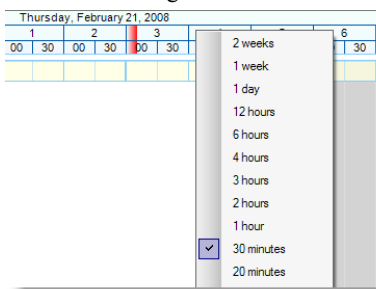 Thursday, February 21, 2008
1 2 3 6
00 30 00 30 00 30 30
2 weeks
1 week
1 day
12 hours
6 hours
4 hours
3 hours
2 hours
1 hour
30 minutes
20 minutes